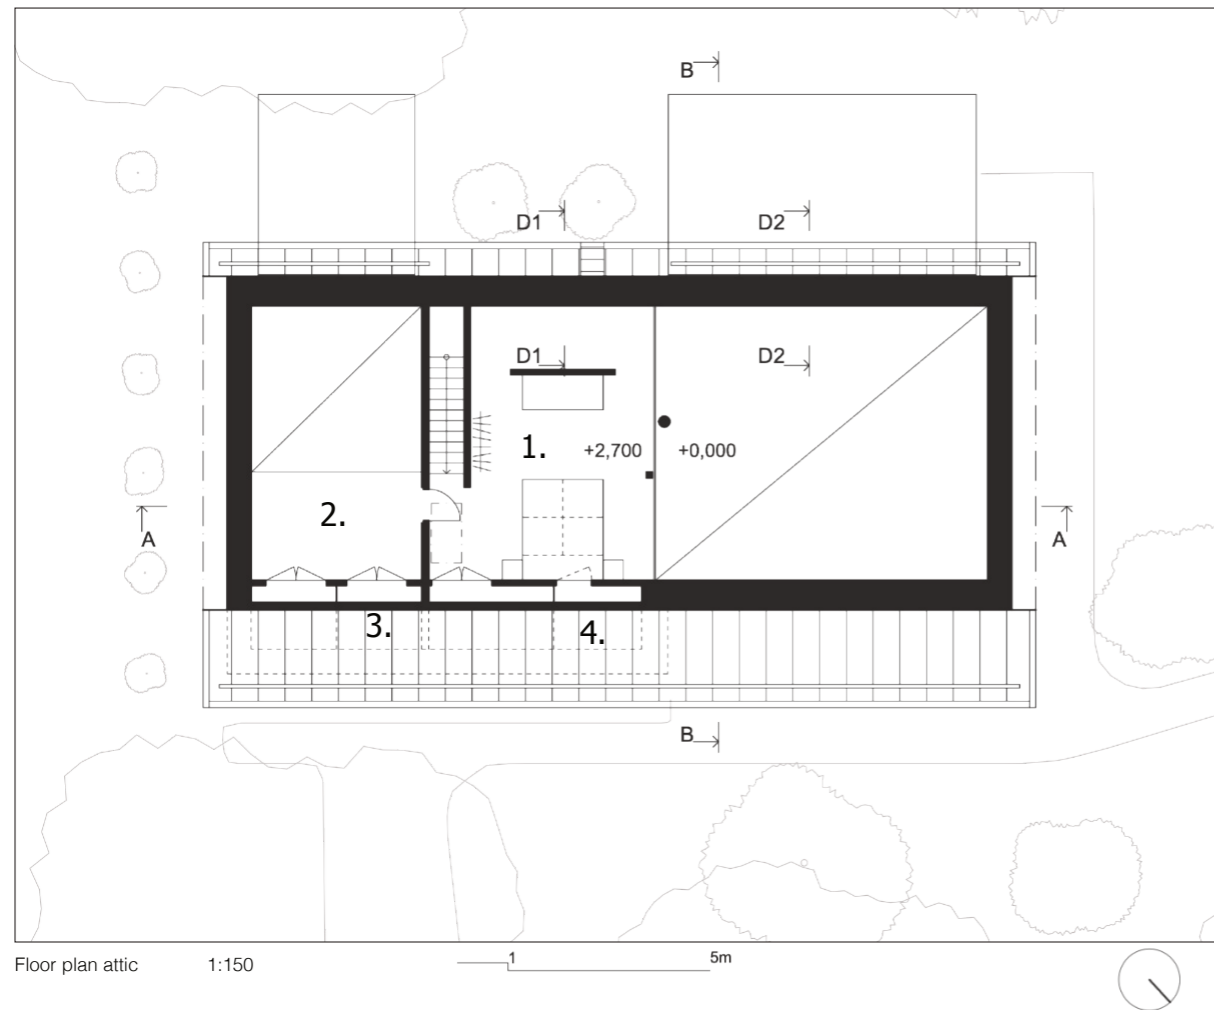 B
D1 D2
D1 D2
1. +2,700 +0,000
2.
A A
3. 4.
B
Floor plan attic 1:150 1 5m